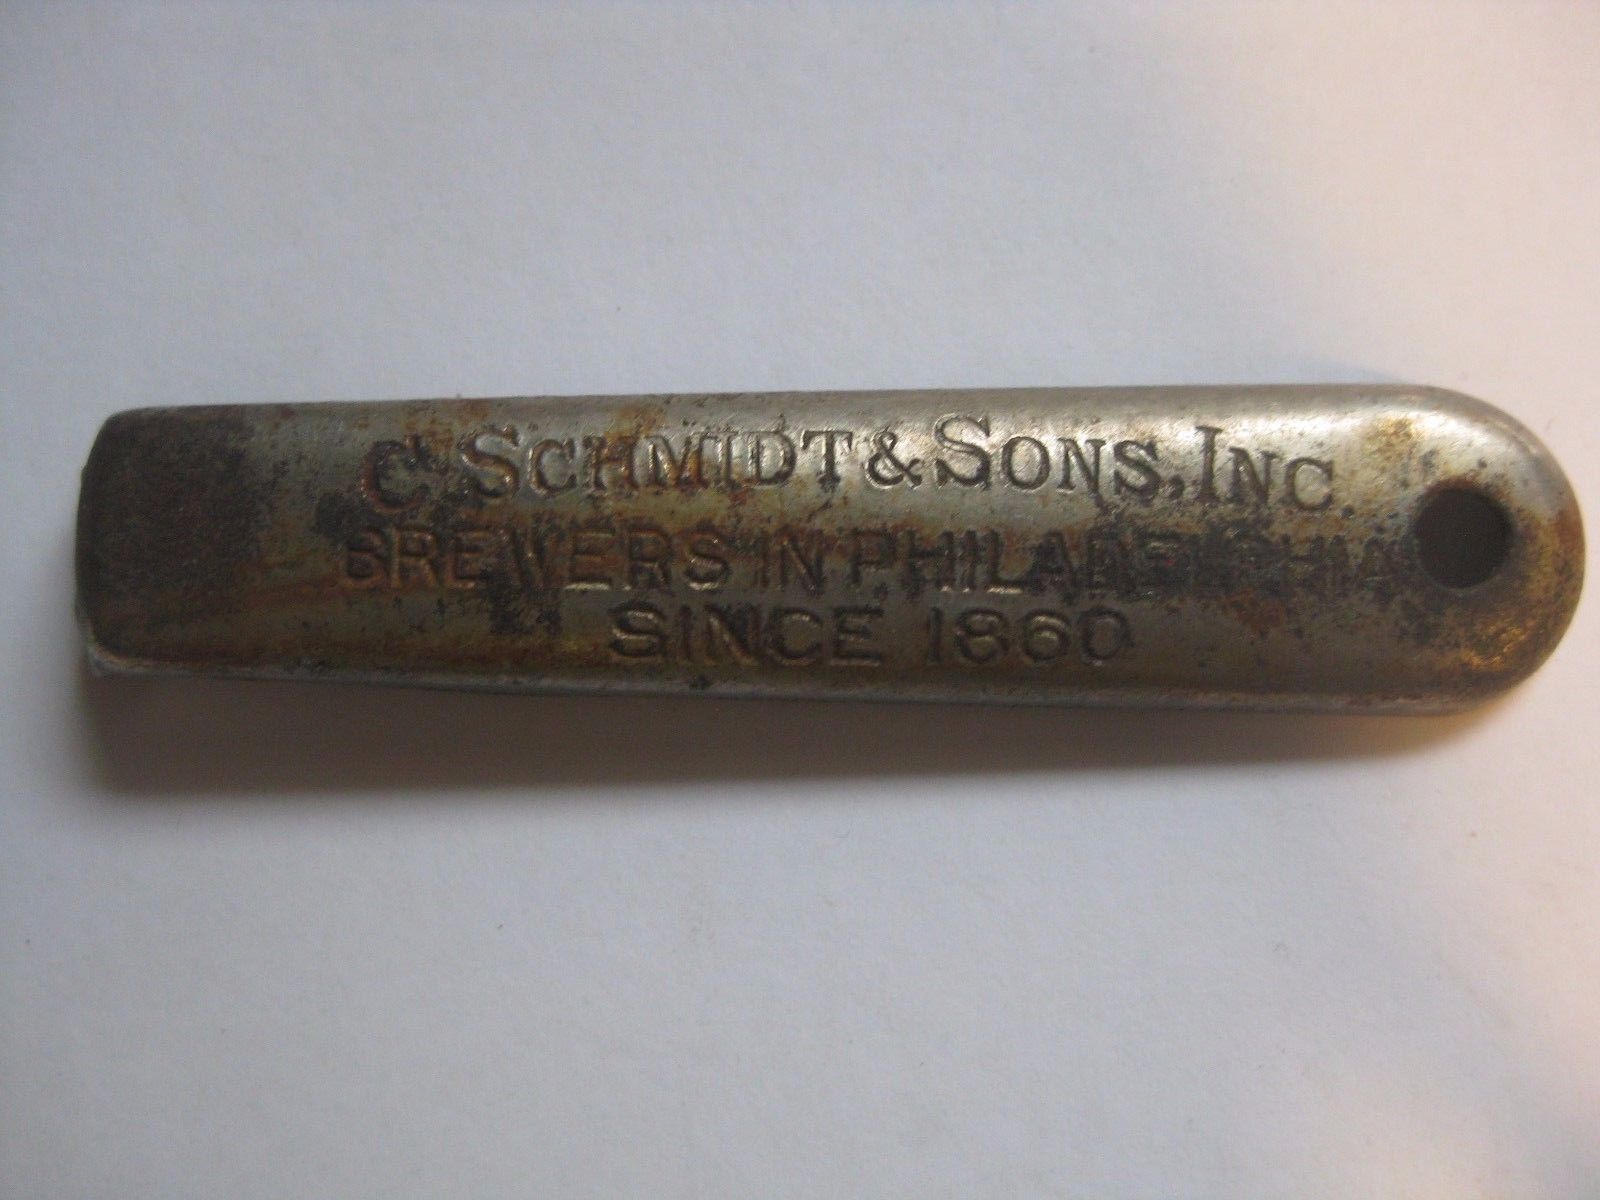 C. SCHMIDT & SONS, INC
BREWERS IN PHILADELPHIA
SINCE 1860